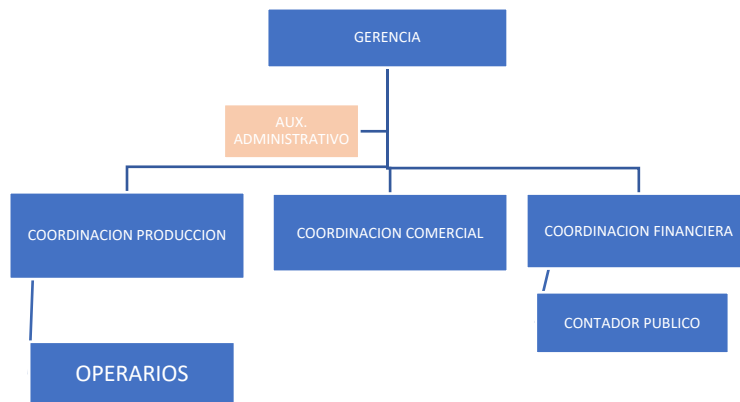 GERENCIA
AUX.
ADMINISTRATIVO
COORDINACION PRODUCCION
COORDINACION COMERCIAL
COORDINACION FINANCIERA
OPERARIOS
CONTADOR PUBLICO